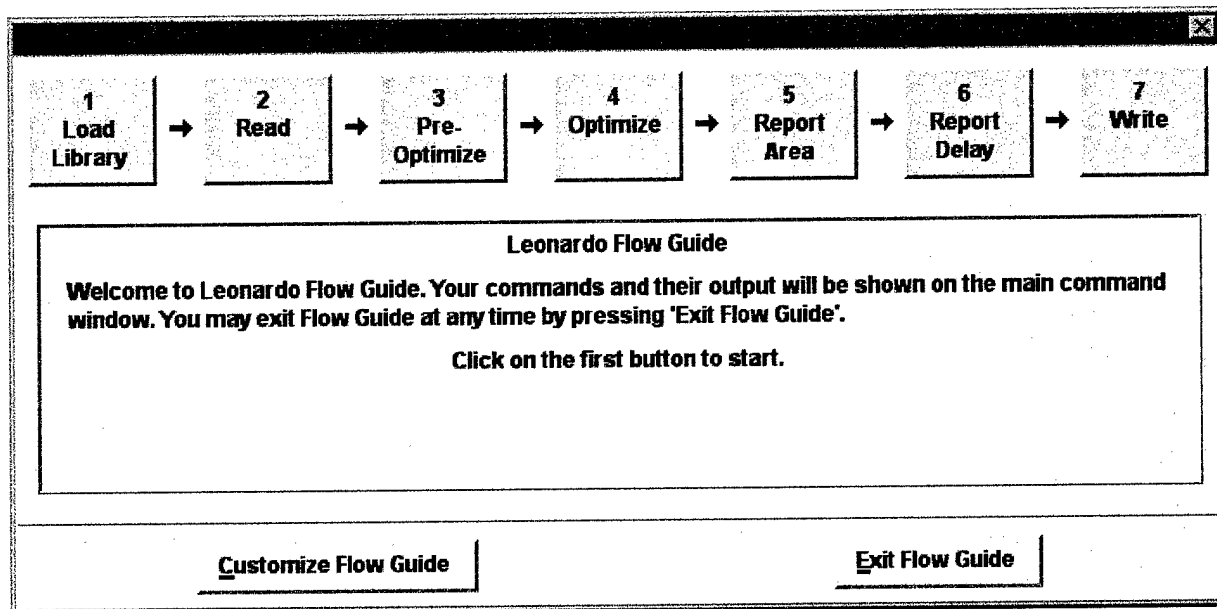 1
Load
Library
2
Read
3
Pre-
Optimize
4
Optimize
5
Report
Area
6
Report
Delay
7
Write
Leonardo Flow Guide
Welcome to Leonardo Flow Guide. Your commands and their output will be shown on the main command
window. You may exit Flow Guide at any time by pressing 'Exit Flow Guide'.
Click on the first button to start.
Customize Flow Guide
Exit Flow Guide